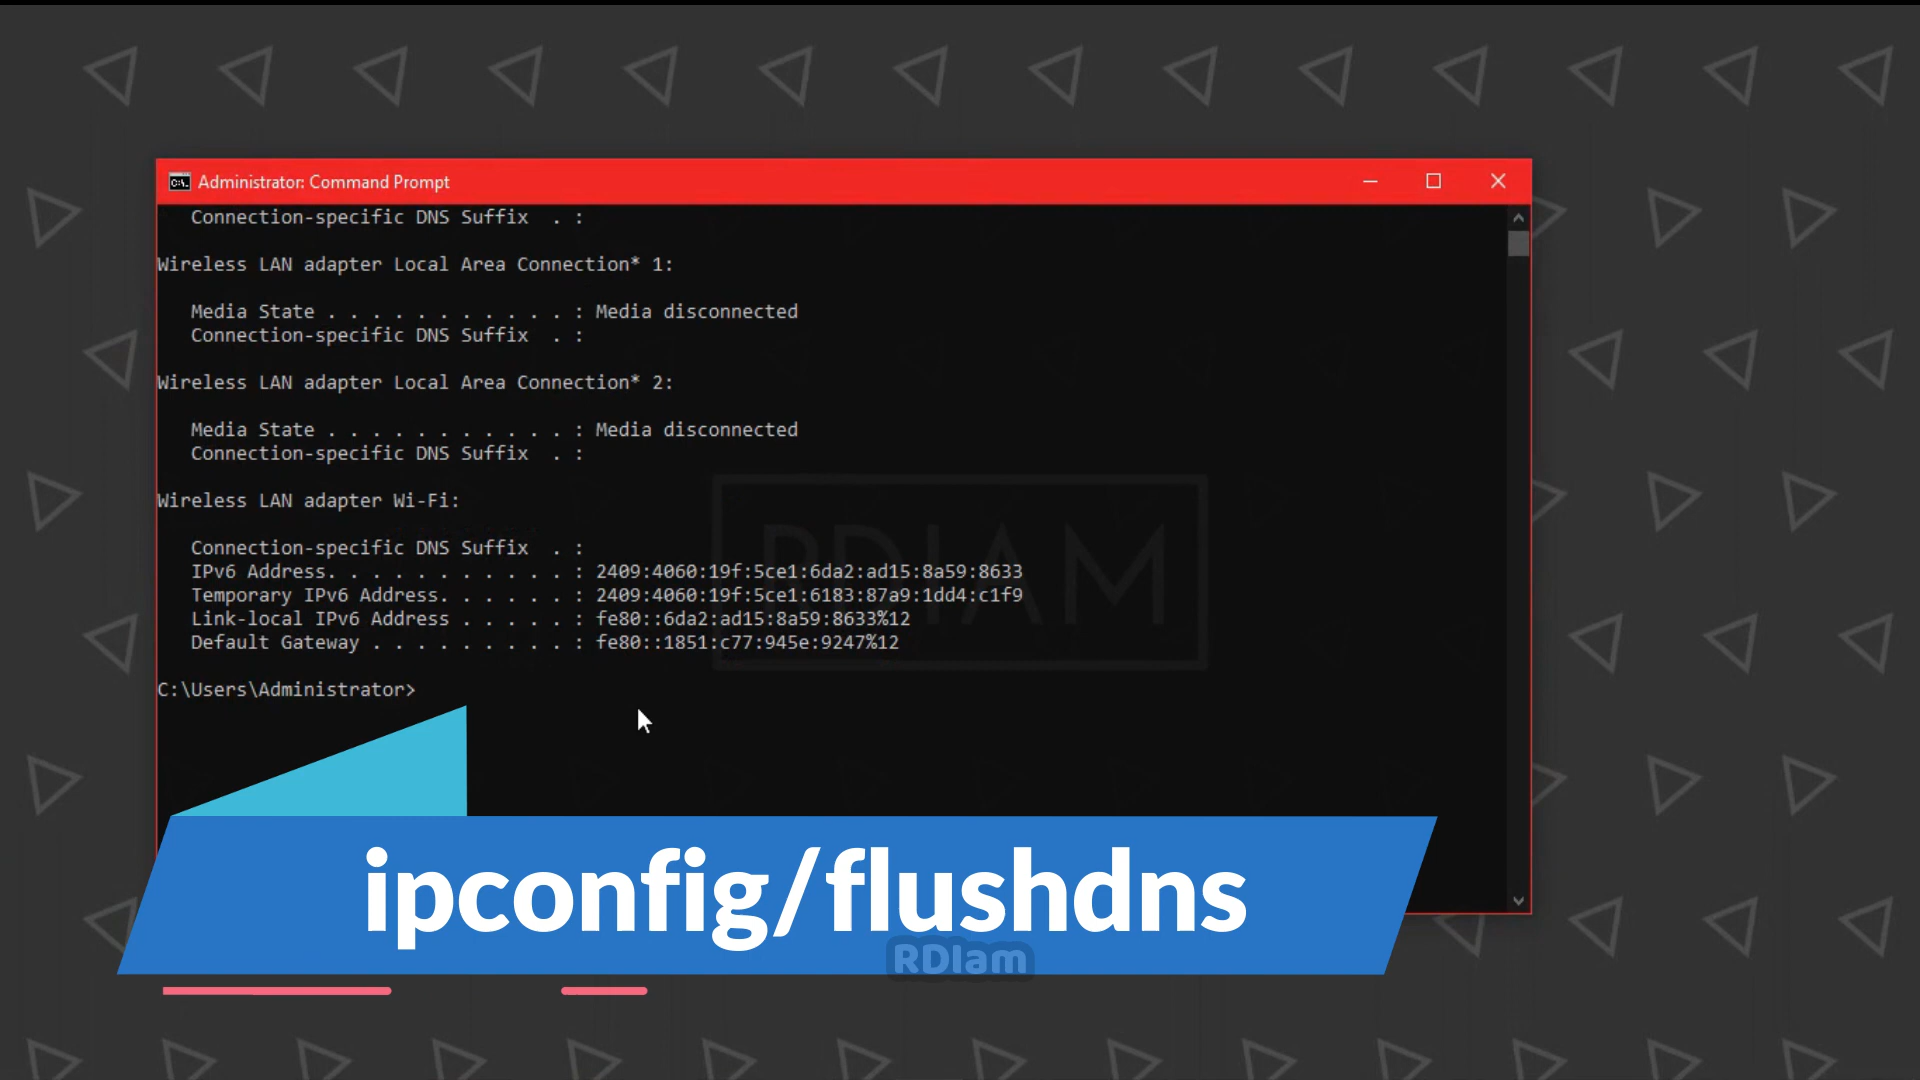 Administrator: Command Prompt
Connection-specific DNS Suffix . :
Wireless LAN adapter Local Area Connection* 1:
Media State . . . . . . . . . . . : Media disconnected
Connection-specific DNS Suffix . :
Wireless LAN adapter Local Area Connection* 2:
Media State . . . . . . . . . . . : Media disconnected
Connection-specific DNS Suffix . :
Wireless LAN adapter Wi-Fi:
Connection-specific DNS Suffix . :
IPv6 Address. . . . . . . . . . . : 2409:4060:19f:5ce1:6da2:ad15:8a59:8633
Temporary IPv6 Address. . . . . . : 2409:4060:19f:5ce1:6183:87a9:1dd4:c1f9
Link-local IPv6 Address . . . . . : fe80::6da2:ad15:8a59:8633%12
Default Gateway . . . . . . . . . : fe80::1851:c77:945e:9247%12
RDIAM
C:\Users\Administrator>
ipconfig/flushdns
RDIam